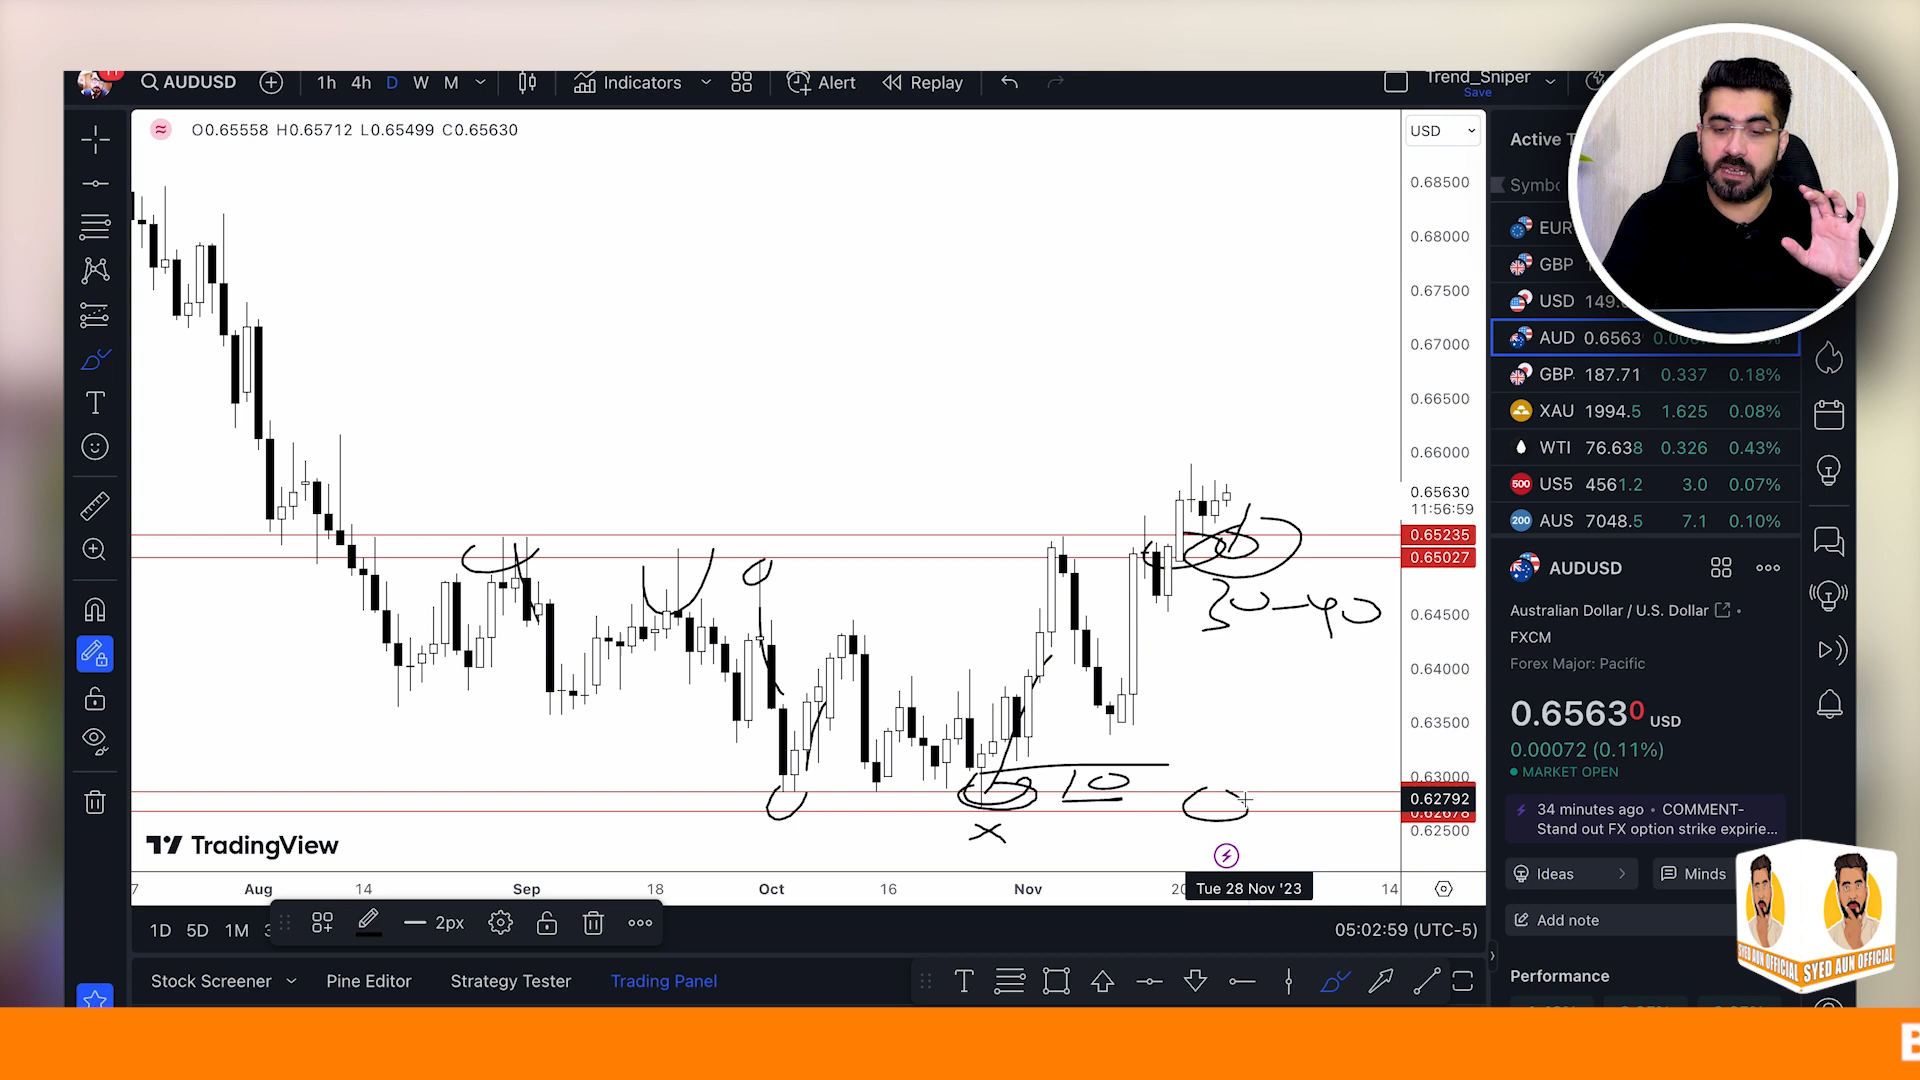 AUDUSD 1h 4h D W M Indicators Alert Replay Trend_Sniper
Save
O0.65558 H0.65712 L0.65499 C0.65630
USD
0.68500
0.68000
0.67500
0.67000
0.66500
0.66000
0.65630
11:56:59
0.65235
0.65027
0.64500
0.64000
0.63500
0.63000
0.62792
0.62678
0.62500
30-40
10
x
TradingView
7 Aug 14 Sep 18 Oct 16 Nov 20 Tue 28 Nov '23 14
1D 5D 1M 2px
05:02:59 (UTC-5)
Stock Screener Pine Editor Strategy Tester Trading Panel
Active T
Symbo
EUR
GBP
USD 149.
AUD 0.6563
GBP. 187.71 0.337 0.18%
XAU 1994.5 1.625 0.08%
WTI 76.638 0.326 0.43%
US5 4561.2 3.0 0.07%
AUS 7048.5 7.1 0.10%
AUDUSD
Australian Dollar / U.S. Dollar
FXCM
Forex Major: Pacific
0.65630 USD
0.00072 (0.11%)
MARKET OPEN
34 minutes ago • COMMENT-
Stand out FX option strike expirie...
Ideas Minds
Add note
Performance
SYED AUN OFFICIAL SYED AUN OFFICIAL